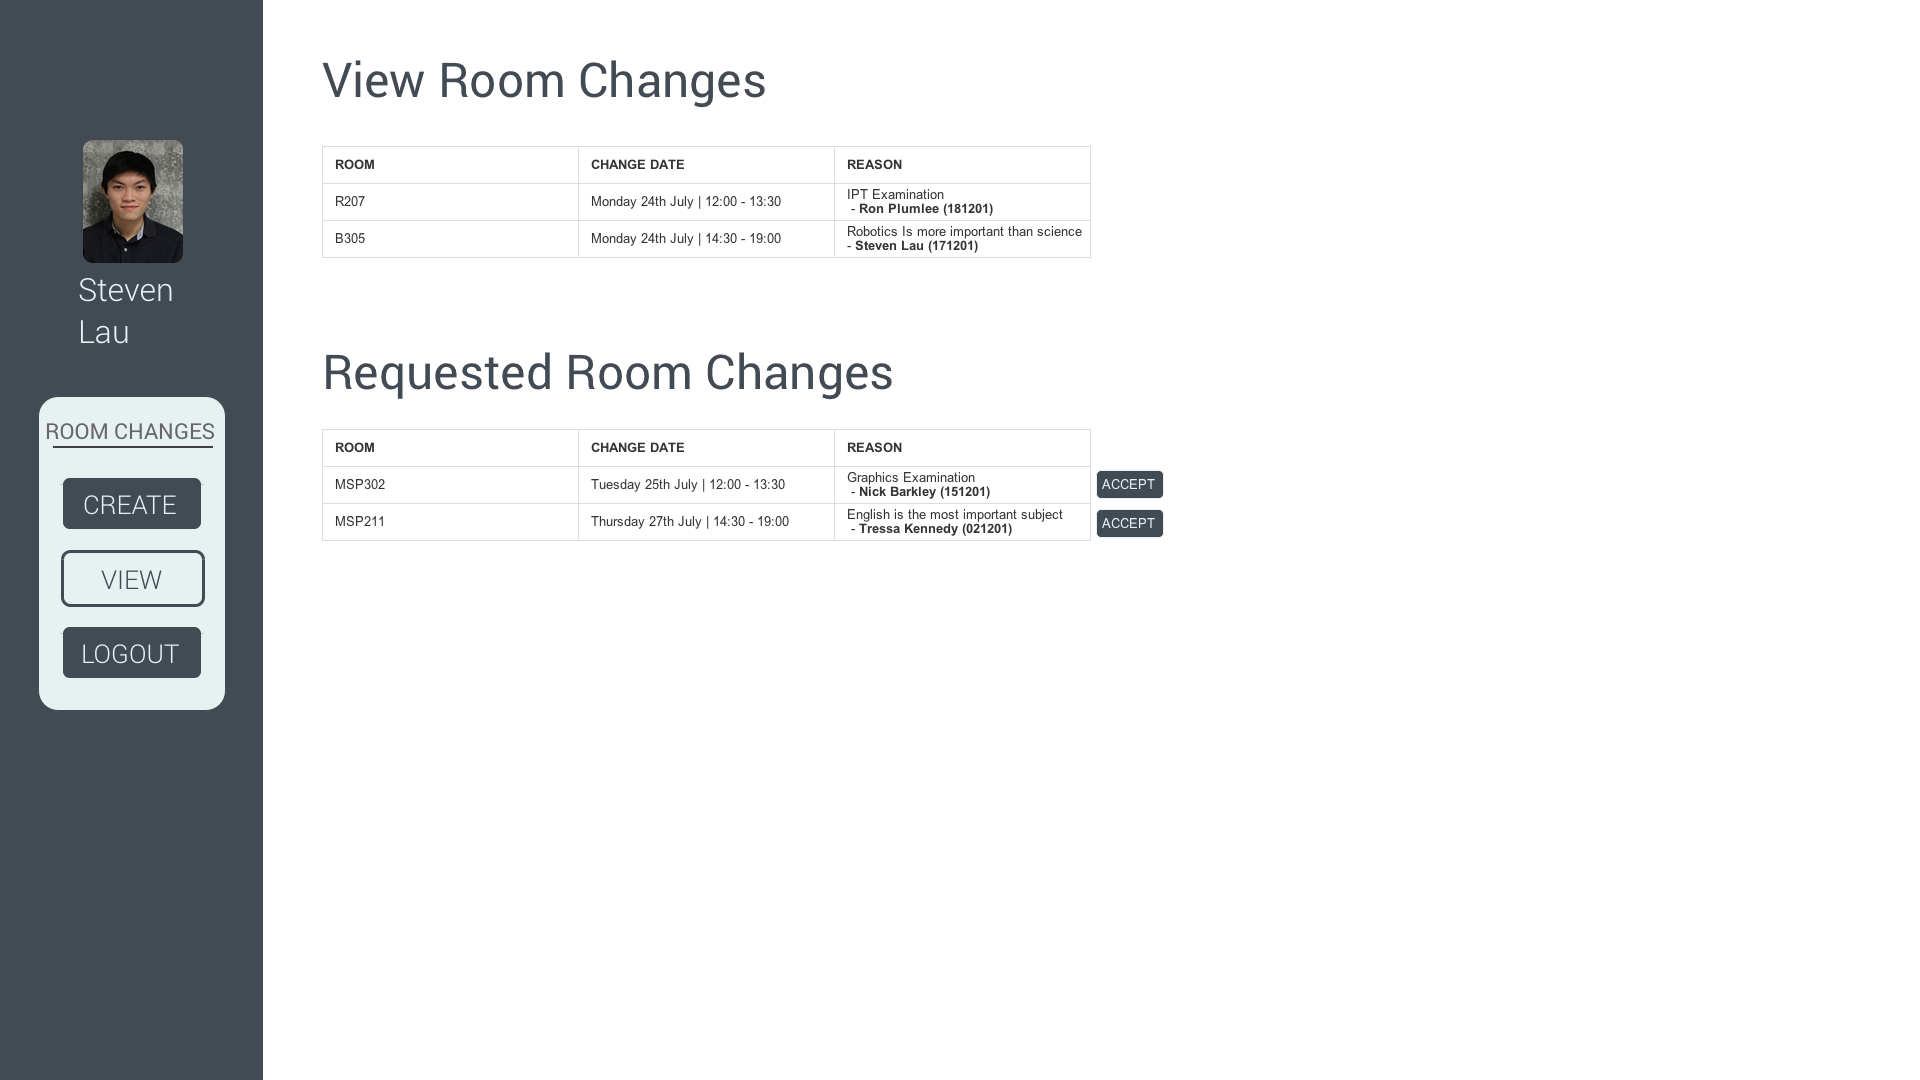 Steven
Lau
ROOM CHANGES
CREATE
VIEW
LOGOUT
View Room Changes
ROOM CHANGE DATE REASON
R207 Monday 24th July | 12:00 - 13:30 IPT Examination
- Ron Plumlee (181201)
B305 Monday 24th July | 14:30 - 19:00 Robotics Is more important than science
- Steven Lau (171201)
Requested Room Changes
ROOM CHANGE DATE REASON
MSP302 Tuesday 25th July | 12:00 - 13:30 Graphics Examination
- Nick Barkley (151201)
ACCEPT
MSP211 Thursday 27th July | 14:30 - 19:00 English is the most important subject
- Tressa Kennedy (021201)
ACCEPT